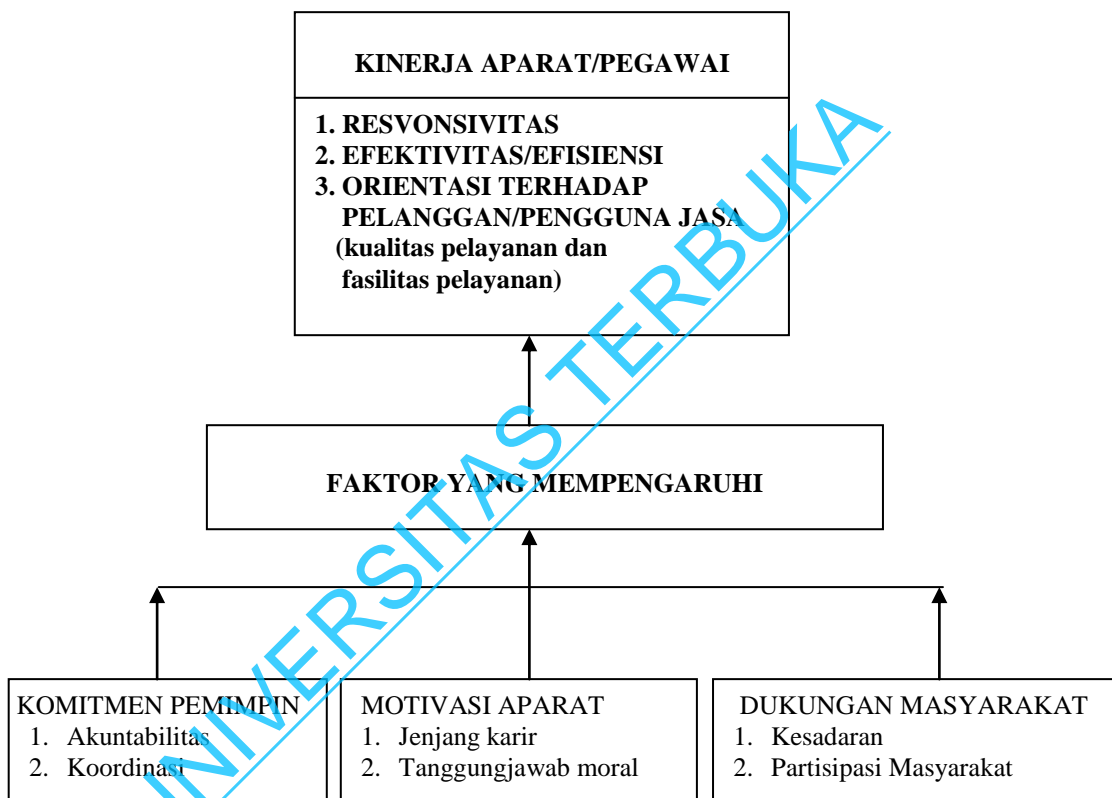 KINERJA APARAT/PEGAWAI
1. RESVONSIVITAS
2. EFEKTIVITAS/EFISIENSI
3. ORIENTASI TERHADAP
PELANGGAN/PENGGUNA JASA
(kualitas pelayanan dan
fasilitas pelayanan)
FAKTOR YANG MEMPENGARUHI
KOMITMEN PEMIMPIN
1. Akuntabilitas
2. Koordinasi
MOTIVASI APARAT
1. Jenjang karir
2. Tanggungjawab moral
DUKUNGAN MASYARAKAT
1. Kesadaran
2. Partisipasi Masyarakat
UNIVERSITAS TERBUKA